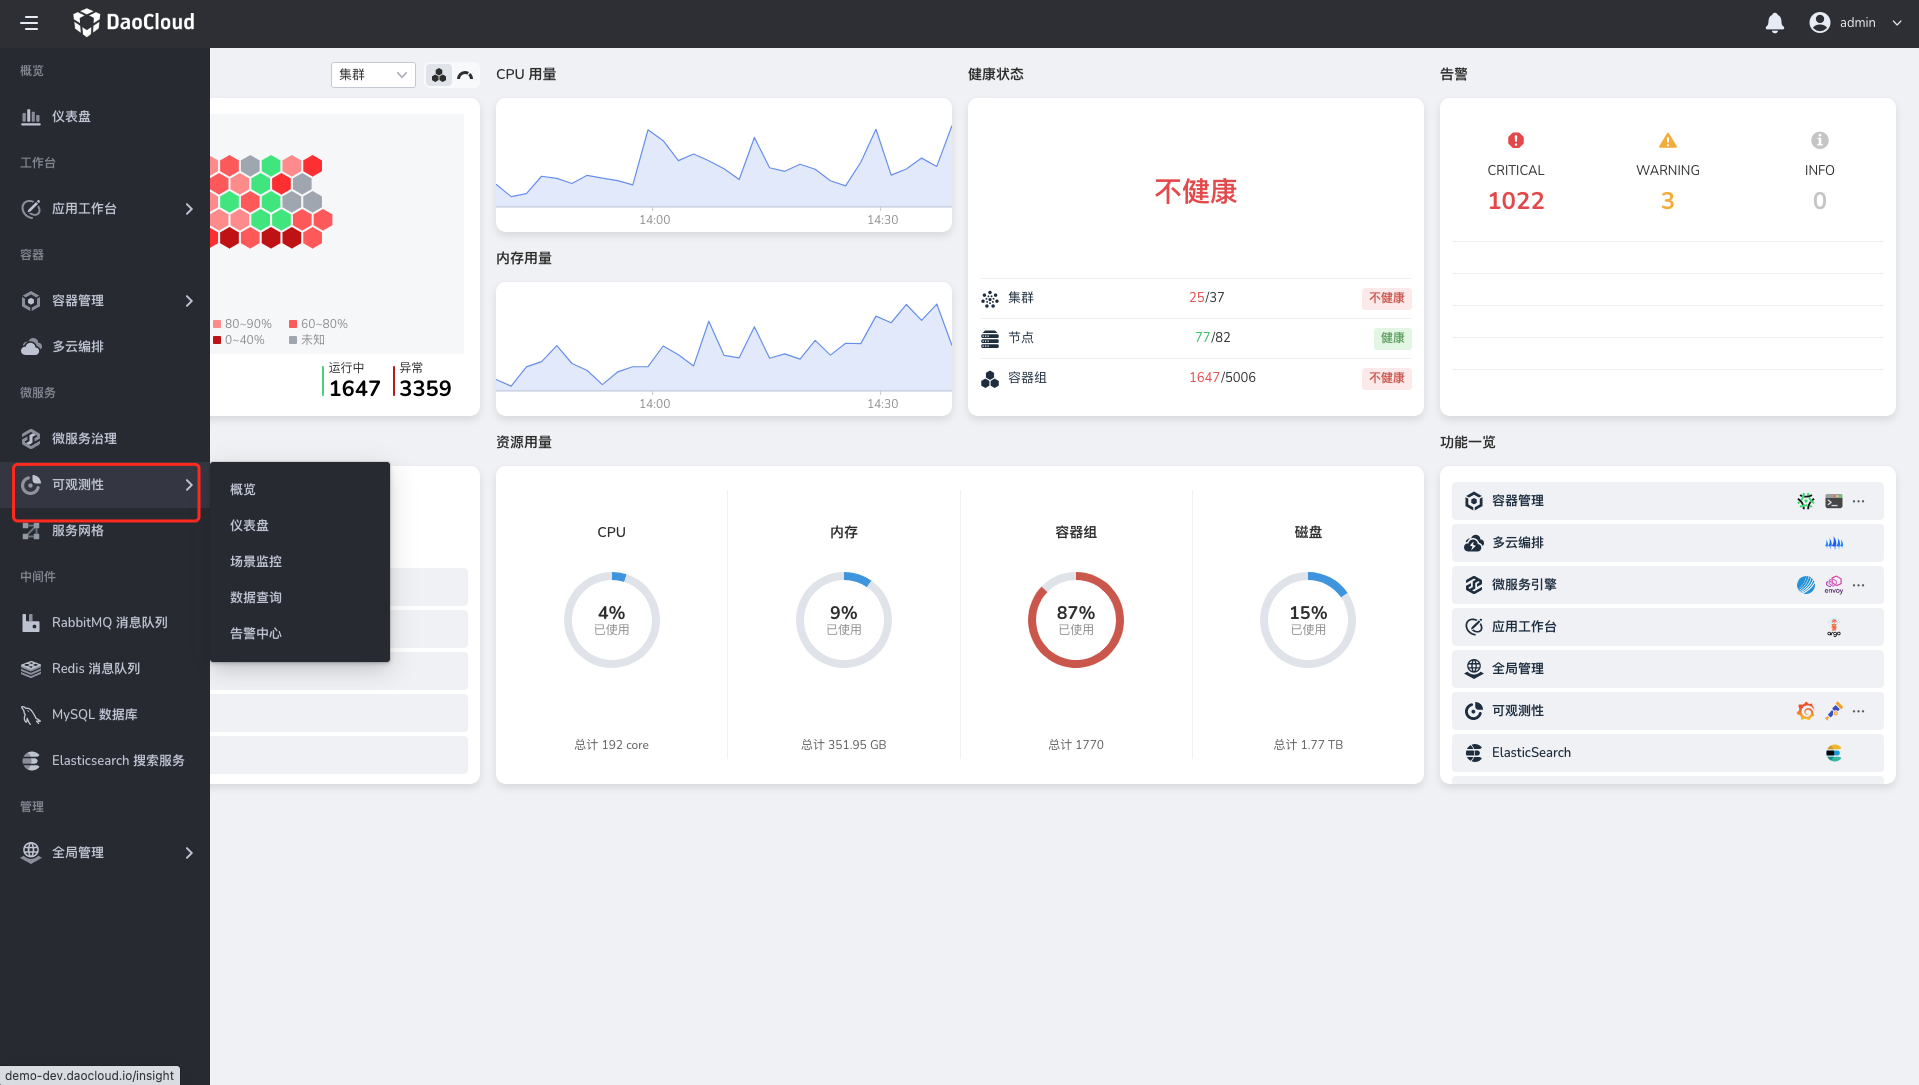 DaoCloud
admin
概览
仪表盘
工作台
应用工作台
容器
容器管理
多云编排
微服务
微服务治理
可观测性
服务网格
中间件
RabbitMQ 消息队列
Redis 消息队列
MySQL 数据库
Elasticsearch 搜索服务
管理
全局管理
demo-dev.daocloud.io/insight
概览
仪表盘
场景监控
数据查询
告警中心
集群
80~90%
60~80%
0~40%
未知
运行中
1647
异常
3359
CPU 用量
14:00
14:30
内存用量
14:00
14:30
健康状态
不健康
集群
25/37
不健康
节点
77/82
健康
容器组
1647/5006
不健康
告警
CRITICAL
1022
WARNING
3
INFO
0
资源用量
CPU
4%
已使用
总计 192 core
内存
9%
已使用
总计 351.95 GB
容器组
87%
已使用
总计 1770
磁盘
15%
已使用
总计 1.77 TB
功能一览
容器管理
多云编排
微服务引擎
envoy
应用工作台
argo
全局管理
可观测性
ElasticSearch